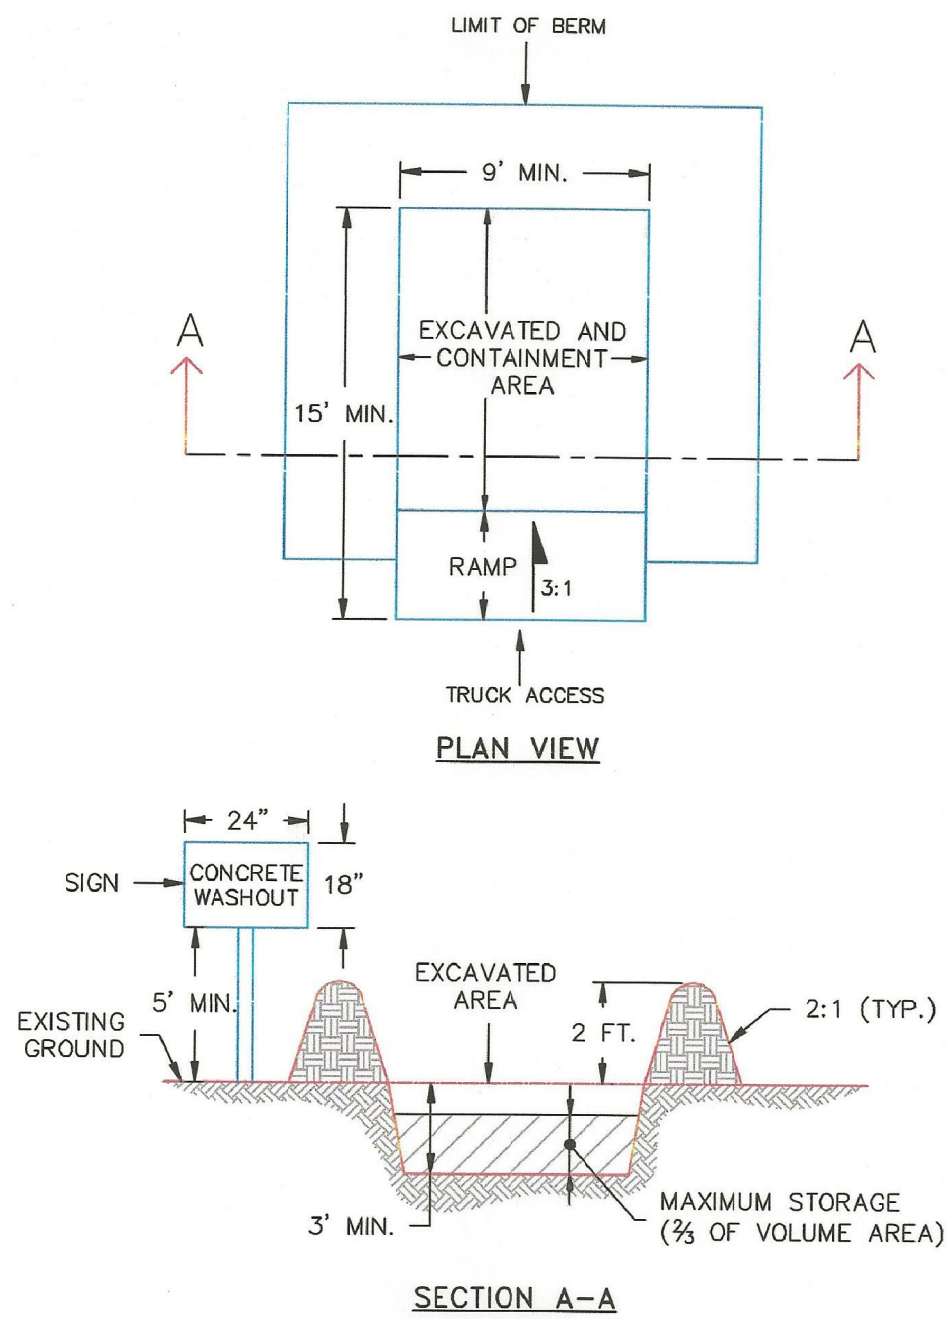 LIMIT OF BERM
9' MIN.
A
A
EXCAVATED AND
CONTAINMENT
AREA
15' MIN.
RAMP
3:1
TRUCK ACCESS
PLAN VIEW
24"
SIGN
CONCRETE
WASHOUT
18"
5' MIN.
EXCAVATED
AREA
2 FT.
2:1 (TYP.)
EXISTING
GROUND
3' MIN.
MAXIMUM STORAGE
(⅔ OF VOLUME AREA)
SECTION A-A